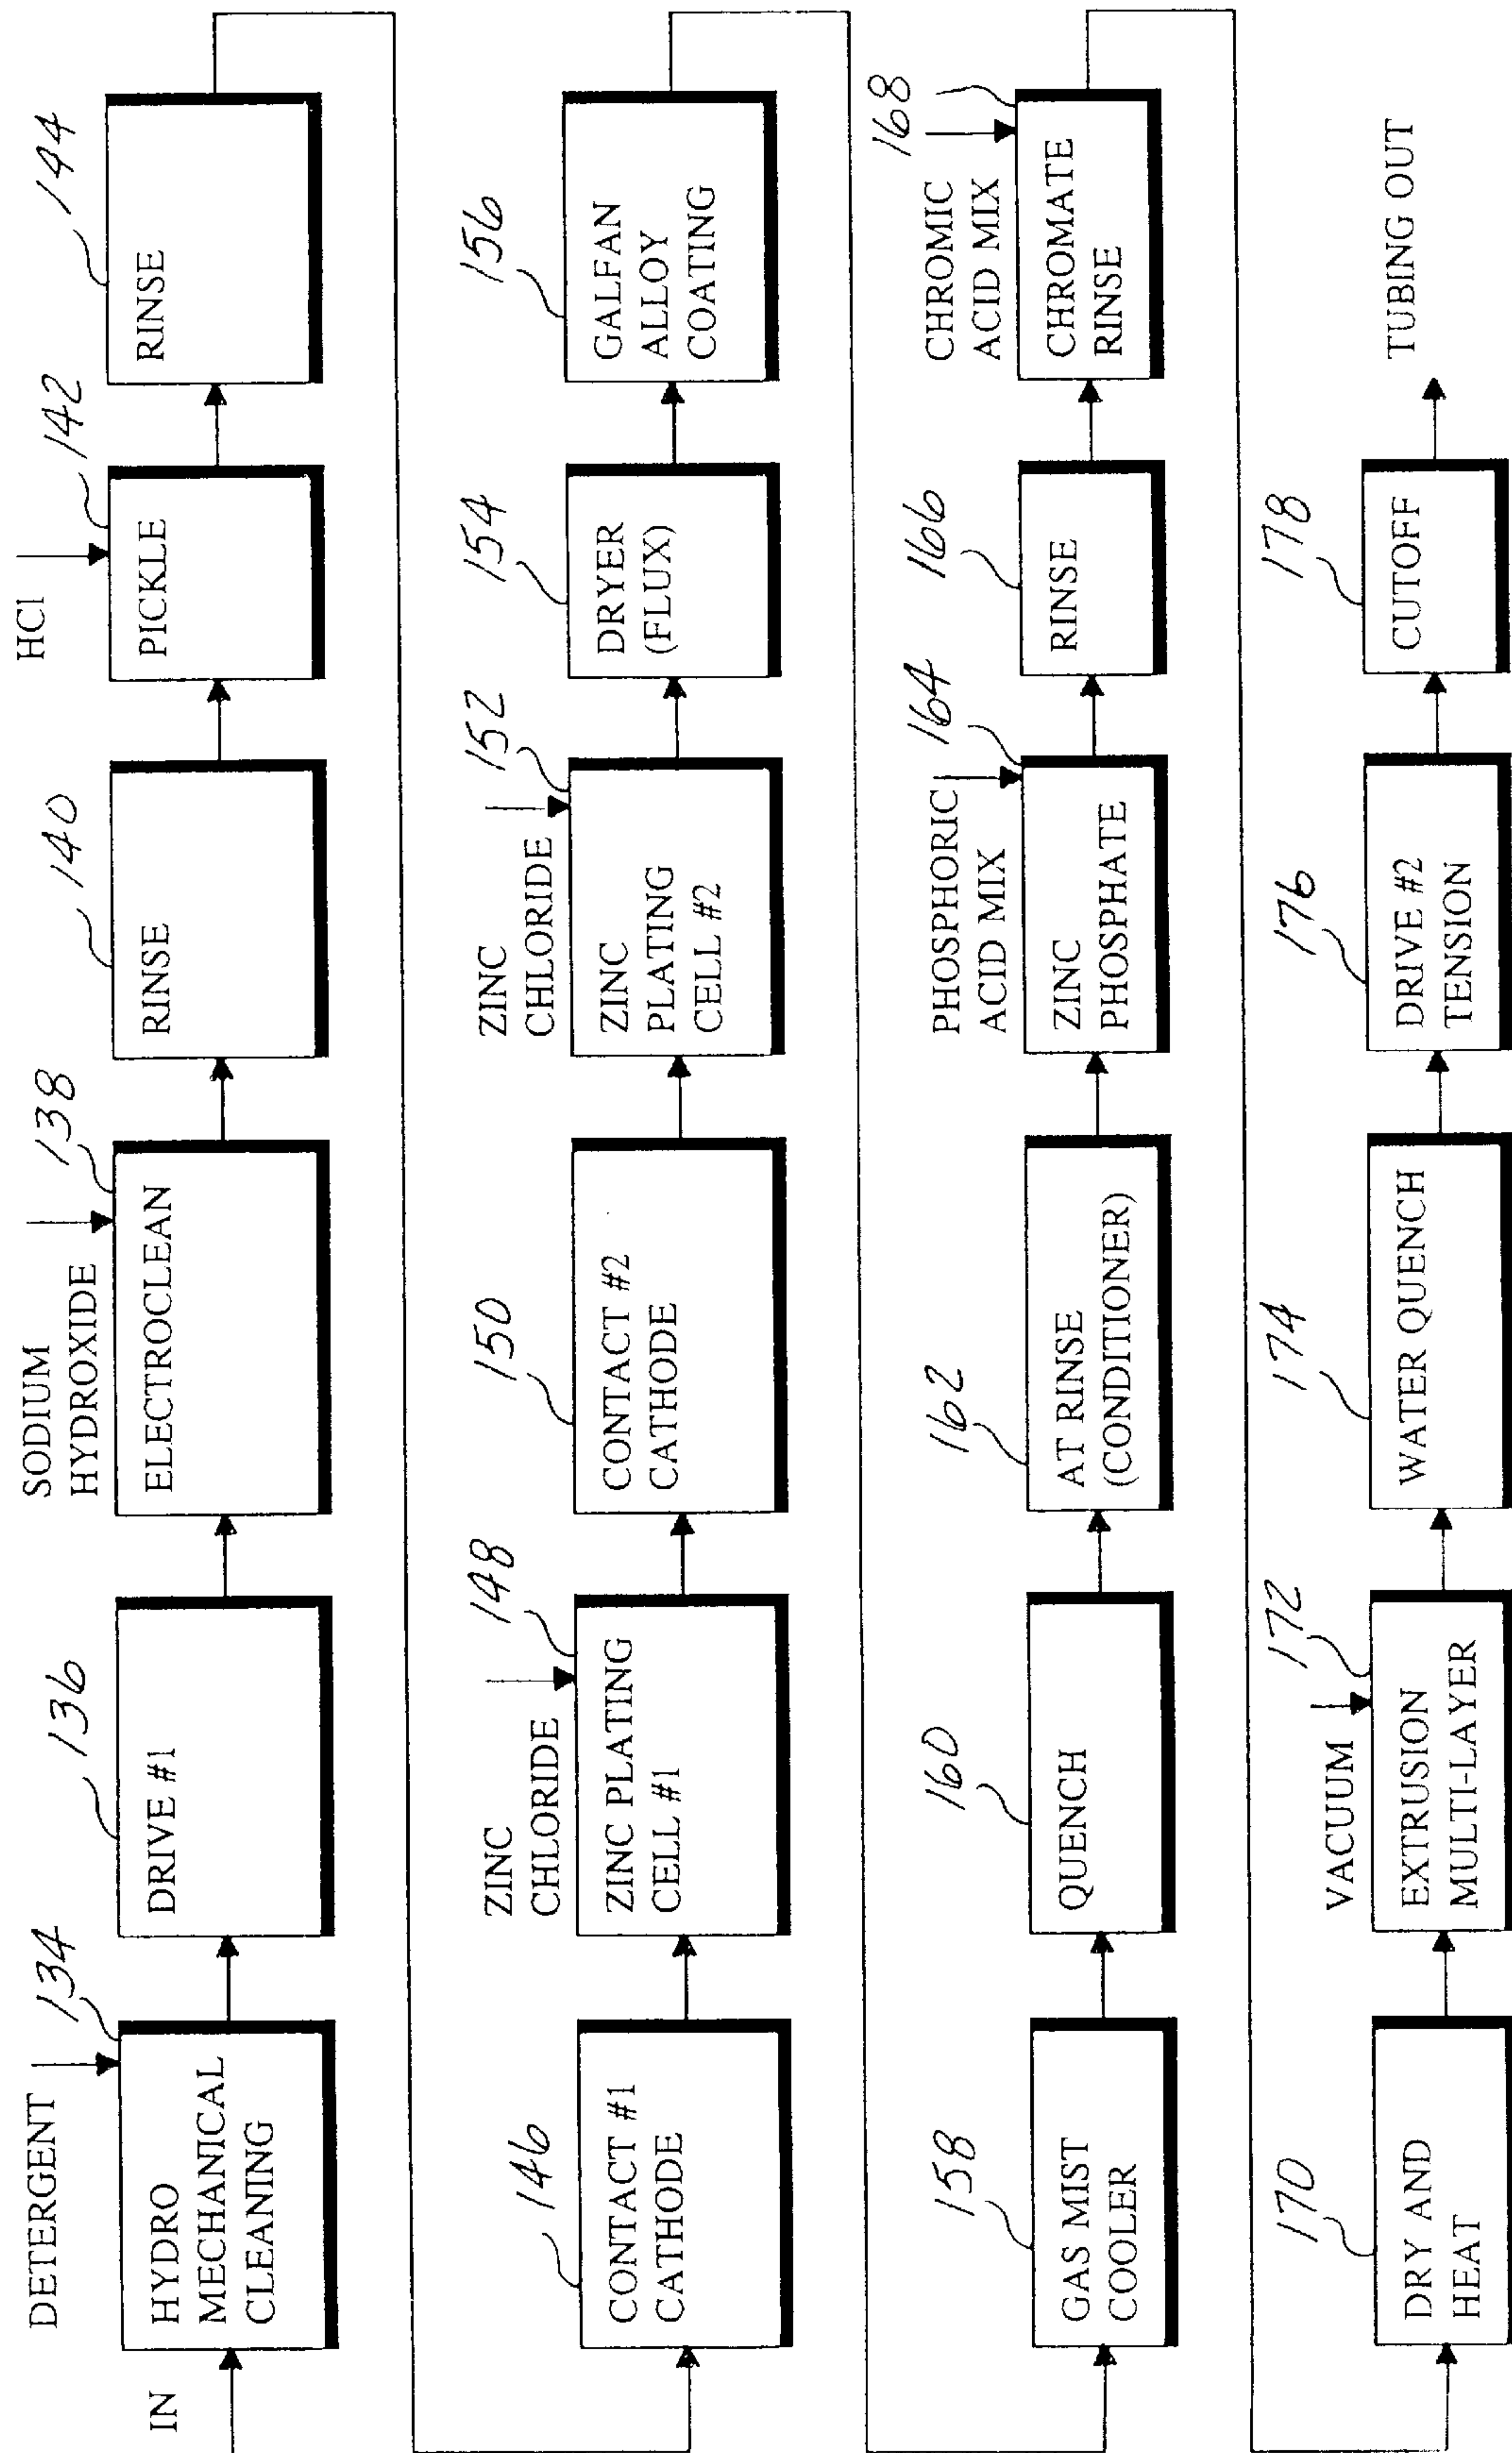 DETERGENT
134
IN
HYDRO
MECHANICAL
CLEANING
136
DRIVE #1
SODIUM
HYDROXIDE
138
ELECTROCLEAN
140
RINSE
HCl
142
PICKLE
144
RINSE
146
CONTACT #1
CATHODE
ZINC
CHLORIDE
148
ZINC PLATING
CELL #1
150
CONTACT #2
CATHODE
ZINC
CHLORIDE
152
ZINC
PLATING
CELL #2
154
DRYER
(FLUX)
156
GALFAN
ALLOY
COATING
158
GAS MIST
COOLER
160
QUENCH
162
AT RINSE
(CONDITIONER)
PHOSPHORIC
ACID MIX
164
ZINC
PHOSPHATE
166
RINSE
CHROMIC
ACID MIX
168
CHROMATE
RINSE
170
DRY AND
HEAT
VACUUM
172
EXTRUSION
MULTI-LAYER
174
WATER QUENCH
176
DRIVE #2
TENSION
178
CUTOFF
TUBING OUT